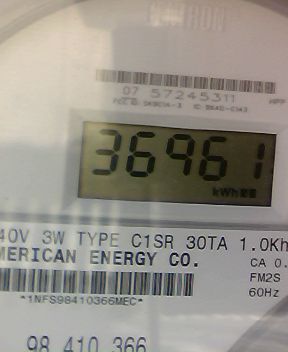 07 57245311
36961
kWh
40V 3W TYPE C1SR 30TA 1.0Kh
MERICAN ENERGY CO.
CA 0.
FM2S
60Hz
*1NFS98410366MEC*
98 410 366